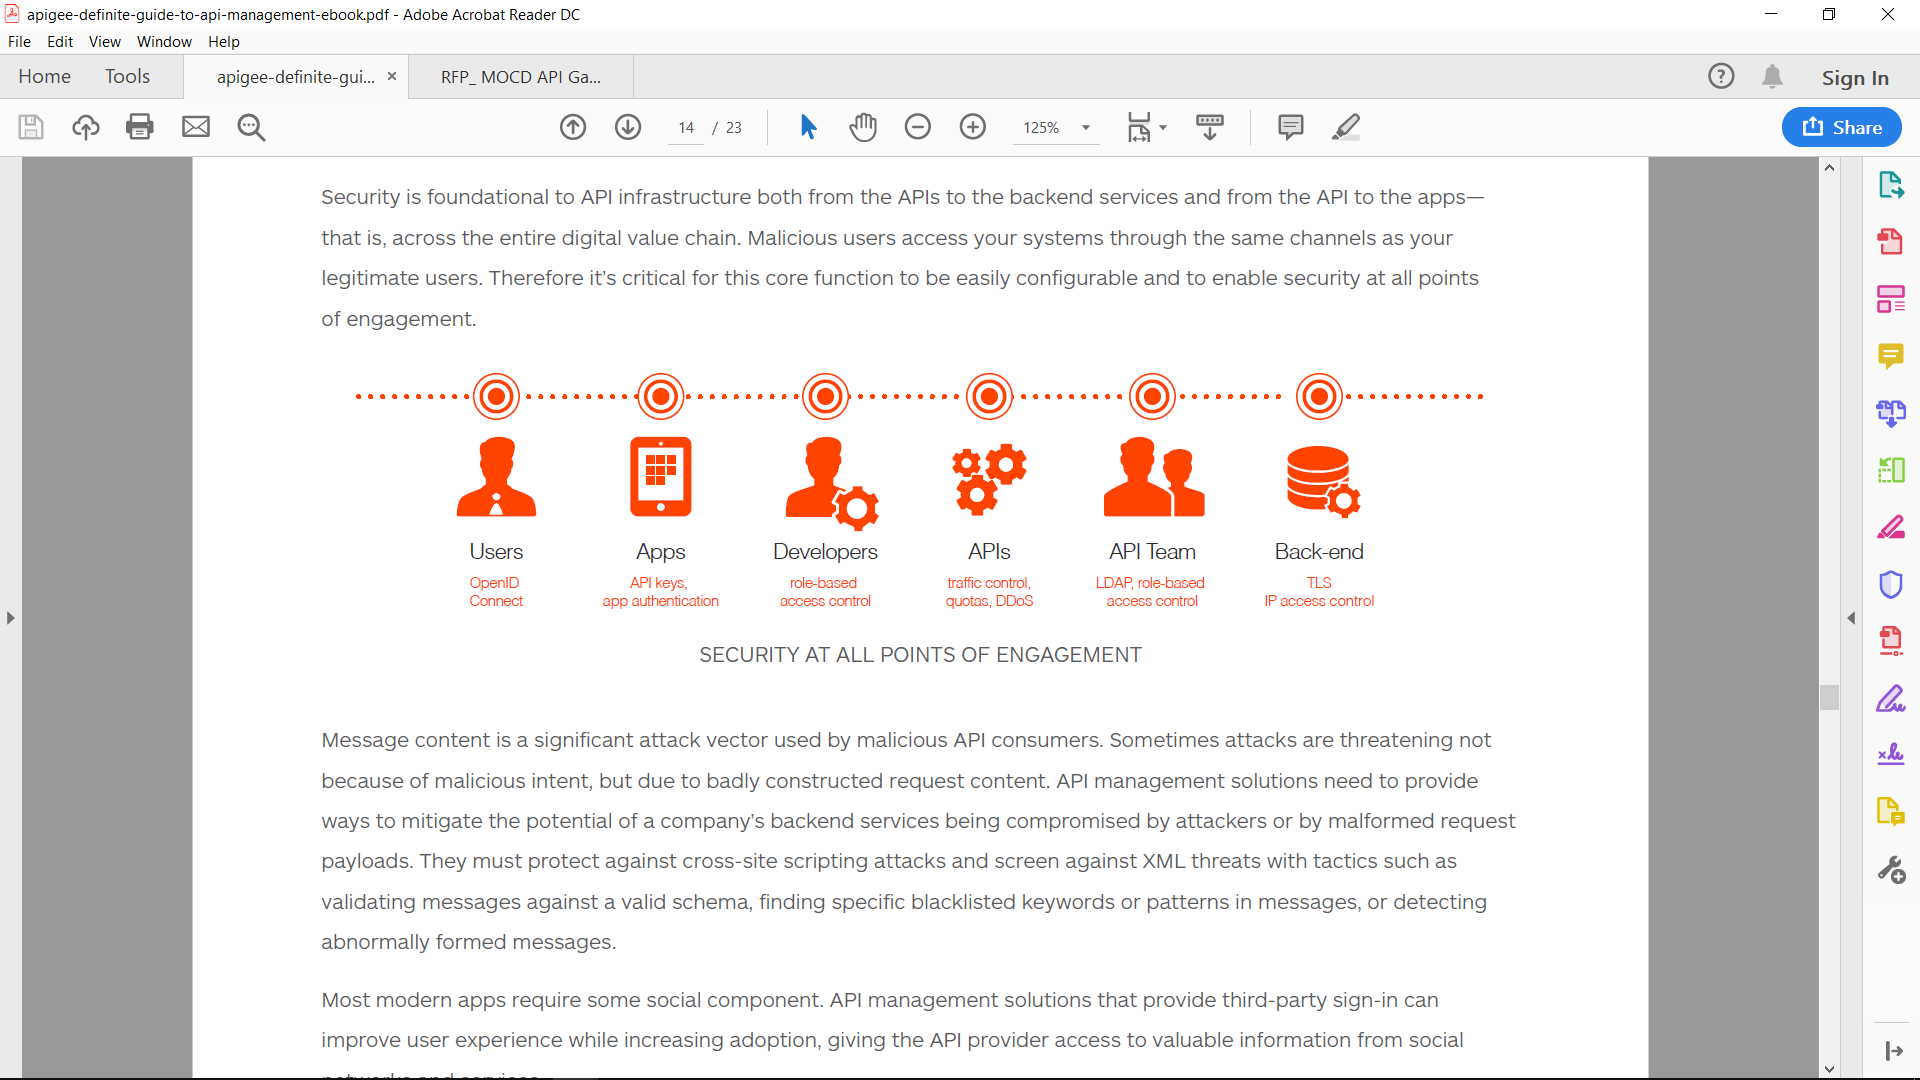 apigee-definite-guide-to-api-management-ebook.pdf - Adobe Acrobat Reader DC
File Edit View Window Help
Home Tools apigee-definite-gui... × RFP_ MOCD API Ga... Sign In
14 / 23 125% Share
Security is foundational to API infrastructure both from the APIs to the backend services and from the API to the apps—
that is, across the entire digital value chain. Malicious users access your systems through the same channels as your
legitimate users. Therefore it’s critical for this core function to be easily configurable and to enable security at all points
of engagement.
Users Apps Developers APIs API Team Back-end
OpenID API keys, role-based traffic control, LDAP, role-based TLS
Connect app authentication access control quotas, DDoS access control IP access control
SECURITY AT ALL POINTS OF ENGAGEMENT
Message content is a significant attack vector used by malicious API consumers. Sometimes attacks are threatening not
because of malicious intent, but due to badly constructed request content. API management solutions need to provide
ways to mitigate the potential of a company’s backend services being compromised by attackers or by malformed request
payloads. They must protect against cross-site scripting attacks and screen against XML threats with tactics such as
validating messages against a valid schema, finding specific blacklisted keywords or patterns in messages, or detecting
abnormally formed messages.
Most modern apps require some social component. API management solutions that provide third-party sign-in can
improve user experience while increasing adoption, giving the API provider access to valuable information from social